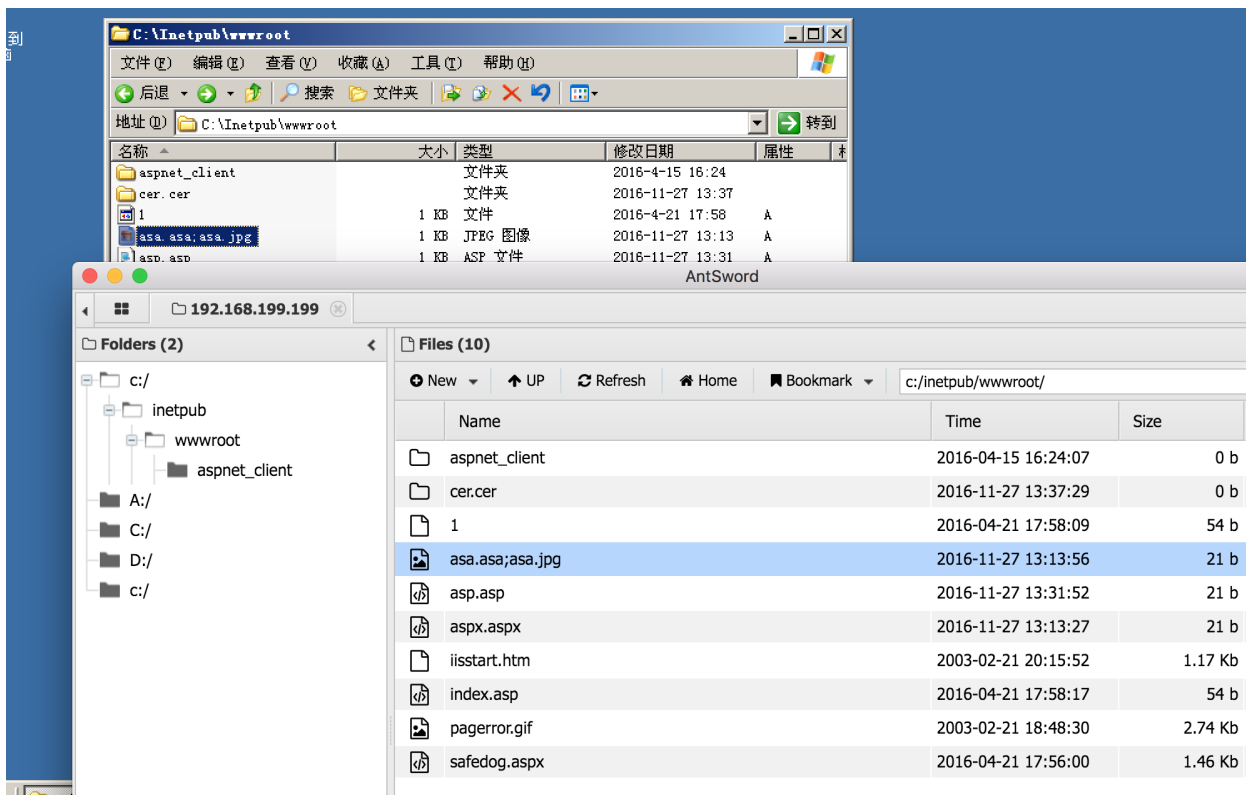 到
C:\Inetpub\wwwroot
文件(F) 编辑(E) 查看(V) 收藏(A) 工具(T) 帮助(H)
后退 搜索 文件夹
地址(D) C:\Inetpub\wwwroot 转到
名称 大小 类型 修改日期 属性
aspnet_client 文件夹 2016-4-15 16:24
cer.cer 文件夹 2016-11-27 13:37
1 1 KB 文件 2016-4-21 17:58 A
asa.asa;asa.jpg 1 KB JPEG 图像 2016-11-27 13:13 A
asp.asp 1 KB ASP 文件 2016-11-27 13:31 A
AntSword
192.168.199.199
Folders (2)
c:/
inetpub
wwwroot
aspnet_client
A:/
C:/
D:/
c:/
Files (10)
New UP Refresh Home Bookmark c:/inetpub/wwwroot/
Name Time Size
aspnet_client 2016-04-15 16:24:07 0 b
cer.cer 2016-11-27 13:37:29 0 b
1 2016-04-21 17:58:09 54 b
asa.asa;asa.jpg 2016-11-27 13:13:56 21 b
asp.asp 2016-11-27 13:31:52 21 b
aspx.aspx 2016-11-27 13:13:27 21 b
iisstart.htm 2003-02-21 20:15:52 1.17 Kb
index.asp 2016-04-21 17:58:17 54 b
pagerror.gif 2003-02-21 18:48:30 2.74 Kb
safedog.aspx 2016-04-21 17:56:00 1.46 Kb